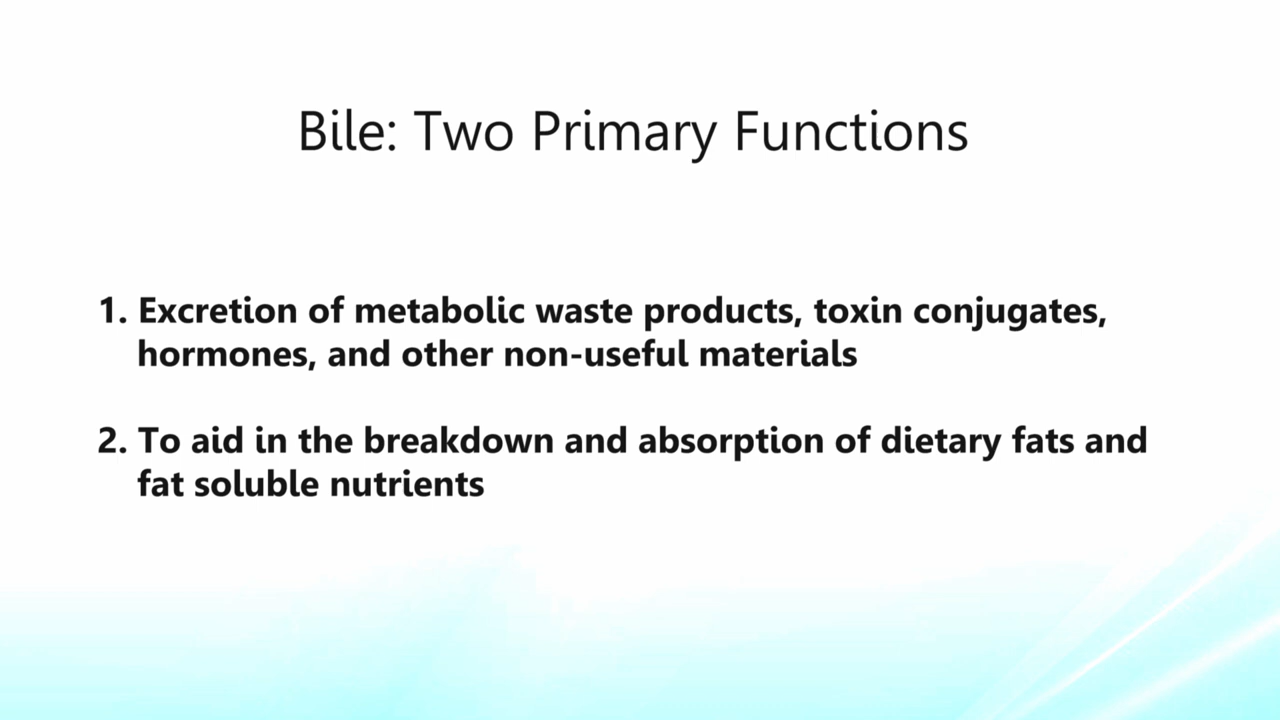 Bile: Two Primary Functions
1. Excretion of metabolic waste products, toxin conjugates,
hormones, and other non-useful materials
2. To aid in the breakdown and absorption of dietary fats and
fat soluble nutrients